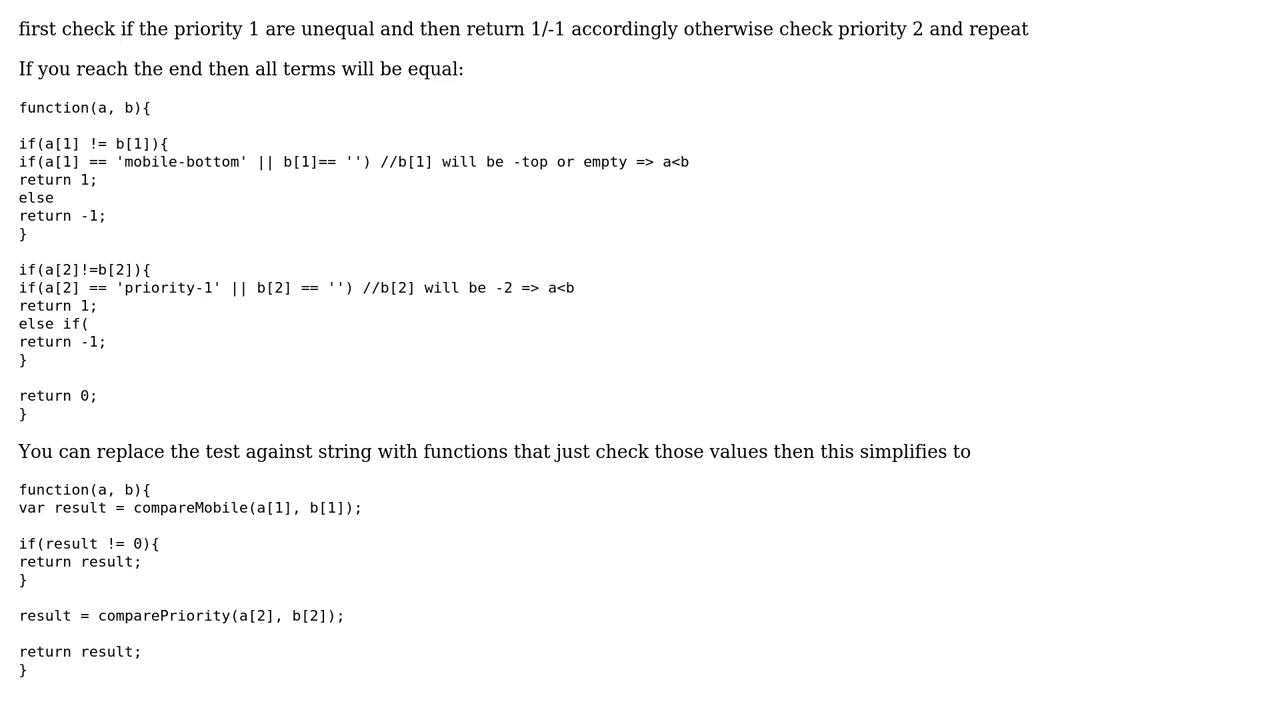 first check if the priority 1 are unequal and then return 1/-1 accordingly otherwise check priority 2 and repeat
If you reach the end then all terms will be equal:
function(a, b){
if(a[1] != b[1]){
if(a[1] == 'mobile-bottom' || b[1]== '') //b[1] will be -top or empty => a<b
return 1;
else
return -1;
}
if(a[2]!=b[2]){
if(a[2] == 'priority-1' || b[2] == '') //b[2] will be -2 => a<b
return 1;
else if(
return -1;
}
return 0;
}
You can replace the test against string with functions that just check those values then this simplifies to
function(a, b){
var result = compareMobile(a[1], b[1]);
if(result != 0){
return result;
}
result = comparePriority(a[2], b[2]);
return result;
}